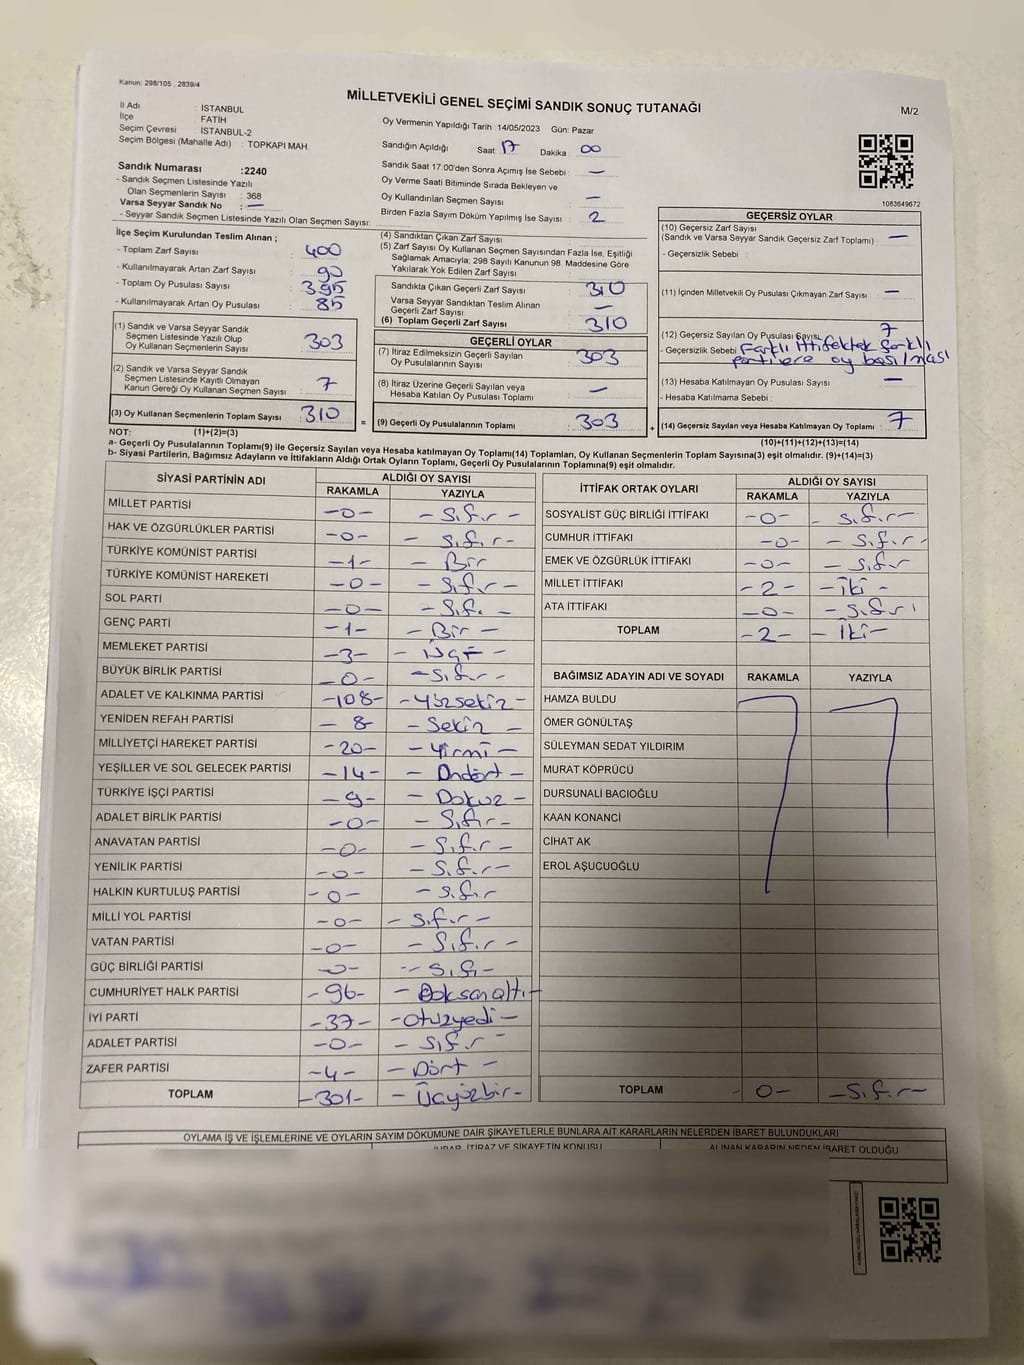 Kanun: 298/105 , 2839/4
MİLLETVEKİLİ GENEL SEÇİMİ SANDIK SONUÇ TUTANAĞI
M/2
İl Adı : İSTANBUL
İlçe : FATİH
Seçim Çevresi : İSTANBUL-2
Seçim Bölgesi (Mahalle Adı) : TOPKAPI MAH.
Oy Vermenin Yapıldığı Tarih :14/05/2023 Gün: Pazar
Sandığın Açıldığı Saat: 17 Dakika : 00
Sandık Saat 17:00'den Sonra Açımış İse Sebebi : —
Oy Verme Saati Bitiminde Sırada Bekleyen ve
Oy Kullandırılan Seçmen Sayısı : —
Birden Fazla Sayım Döküm Yapılmış İse Sayısı : 2
1083649672
Sandık Numarası :2240
- Sandık Seçmen Listesinde Yazılı
Olan Seçmenlerin Sayısı : 368
Varsa Seyyar Sandık No : —
- Seyyar Sandık Seçmen Listesinde Yazılı Olan Seçmen Sayısı:
İlçe Seçim Kurulundan Teslim Alınan ;
- Toplam Zarf Sayısı : 400
- Kullanılmayarak Artan Zarf Sayısı : 90
- Toplam Oy Pusulası Sayısı : 395
- Kullanılmayarak Artan Oy Pusulası : 85
(1) Sandık ve Varsa Seyyar Sandık
Seçmen Listesinde Yazılı Olup
Oy Kullanan Seçmenlerin Sayısı : 303
(2) Sandık ve Varsa Seyyar Sandık
Seçmen Listesinde Kayıtlı Olmayan
Kanun Gereği Oy Kullanan Seçmen Sayısı : 7
(3) Oy Kullanan Seçmenlerin Toplam Sayısı : 310
(4) Sandıktan Çıkan Zarf Sayısı :
(5) Zarf Sayısı Oy Kullanan Seçmen Sayısından Fazla İse, Eşitliği
Sağlamak Amacıyla; 298 Sayılı Kanunun 98. Maddesine Göre
Yakılarak Yok Edilen Zarf Sayısı :
Sandıkta Çıkan Geçerli Zarf Sayısı : 310
Varsa Seyyar Sandıktan Teslim Alınan
Geçerli Zarf Sayısı : —
(6) Toplam Geçerli Zarf Sayısı : 310
GEÇERLİ OYLAR
(7) İtiraz Edilmeksizin Geçerli Sayılan
Oy Pusulalarının Sayısı : 303
(8) İtiraz Üzerine Geçerli Sayılan veya
Hesaba Katılan Oy Pusulası Toplamı : —
= (9) Geçerli Oy Pusulalarının Toplamı : 303
GEÇERSİZ OYLAR
(10) Geçersiz Zarf Sayısı
(Sandık ve Varsa Seyyar Sandık Geçersiz Zarf Toplamı) : —
- Geçersizlik Sebebi :
(11) İçinden Milletvekili Oy Pusulası Çıkmayan Zarf Sayısı : —
(12) Geçersiz Sayılan Oy Pusulası Sayısı : 7
- Geçersizlik Sebebi : Farklı ittifaktek farklı
partilere oy basılması
(13) Hesaba Katılmayan Oy Pusulası Sayısı : —
- Hesaba Katılmama Sebebi :
+ (14) Geçersiz Sayılan veya Hesaba Katılmayan Oy Toplamı : 7
NOT: (1)+(2)=(3)
(10)+(11)+(12)+(13)=(14)
a- Geçerli Oy Pusulalarının Toplamı(9) ile Geçersiz Sayılan veya Hesaba katılmayan Oy Toplamı(14) Toplamları, Oy Kullanan Seçmenlerin Toplam Sayısına(3) eşit olmalıdır. (9)+(14)=(3)
b- Siyasi Partilerin, Bağımsız Adayların ve İttifakların Aldığı Ortak Oyların Toplamı, Geçerli Oy Pusulalarının Toplamına(9) eşit olmalıdır.
SİYASİ PARTİNİN ADI ALDIĞI OY SAYISI
RAKAMLA YAZIYLA
MİLLET PARTİSİ -0- - Sıfır -
HAK VE ÖZGÜRLÜKLER PARTİSİ -0- - Sıfır -
TÜRKİYE KOMÜNİST PARTİSİ -1- - Bir
TÜRKİYE KOMÜNİST HAREKETİ -0- - Sıfır -
SOL PARTİ -0- - Sıfı -
GENÇ PARTİ -1- - Bir -
MEMLEKET PARTİSİ -3- - Üç -
BÜYÜK BİRLİK PARTİSİ -0- - Sıfır -
ADALET VE KALKINMA PARTİSİ -108- - Yüzsekiz -
YENİDEN REFAH PARTİSİ - 8- - Sekiz -
MİLLİYETÇİ HAREKET PARTİSİ -20- - Yirmi -
YEŞİLLER VE SOL GELECEK PARTİSİ -14- - Ondört -
TÜRKİYE İŞÇİ PARTİSİ -9- - Dokuz -
ADALET BİRLİK PARTİSİ -0- - Sıfır -
ANAVATAN PARTİSİ -0- - Sıfır -
YENİLİK PARTİSİ -0- - Sıfır -
HALKIN KURTULUŞ PARTİSİ -0- - Sıfır
MİLLİ YOL PARTİSİ -0- - Sıfır -
VATAN PARTİSİ -0- - Sıfır -
GÜÇ BİRLİĞİ PARTİSİ -0- - Sıfı -
CUMHURİYET HALK PARTİSİ -96- - Doksanaltı -
İYİ PARTİ -37- - Otuzyedi -
ADALET PARTİSİ -0- - Sıfır -
ZAFER PARTİSİ -4- - Dört -
TOPLAM -301- - Üçyüzbir -
İTTİFAK ORTAK OYLARI ALDIĞI OY SAYISI
RAKAMLA YAZIYLA
SOSYALİST GÜÇ BİRLİĞİ İTTİFAKI -0- - Sıfır -
CUMHUR İTTİFAKI -0- - Sıfır -
EMEK VE ÖZGÜRLÜK İTTİFAKI -0- - Sıfır
MİLLET İTTİFAKI -2- - İki -
ATA İTTİFAKI -0- - Sıfır
TOPLAM -2- - İki -
BAĞIMSIZ ADAYIN ADI VE SOYADI RAKAMLA YAZIYLA
HAMZA BULDU
ÖMER GÖNÜLTAŞ
SÜLEYMAN SEDAT YILDIRIM
MURAT KÖPRÜCÜ
DURSUNALİ BACIOĞLU
KAAN KONANCİ
CİHAT AK
EROL AŞUCUOĞLU
TOPLAM - 0 - - Sıfır -
OYLAMA İŞ VE İŞLEMLERİNE VE OYLARIN SAYIM DÖKÜMÜNE DAİR ŞİKAYETLERLE BUNLARA AİT KARARLARIN NELERDEN İBARET BULUNDUKLARI
İTİRAZ VE ŞİKAYETİN KONUSU
ALINAN KARARIN NEDEN İBARET OLDUĞU